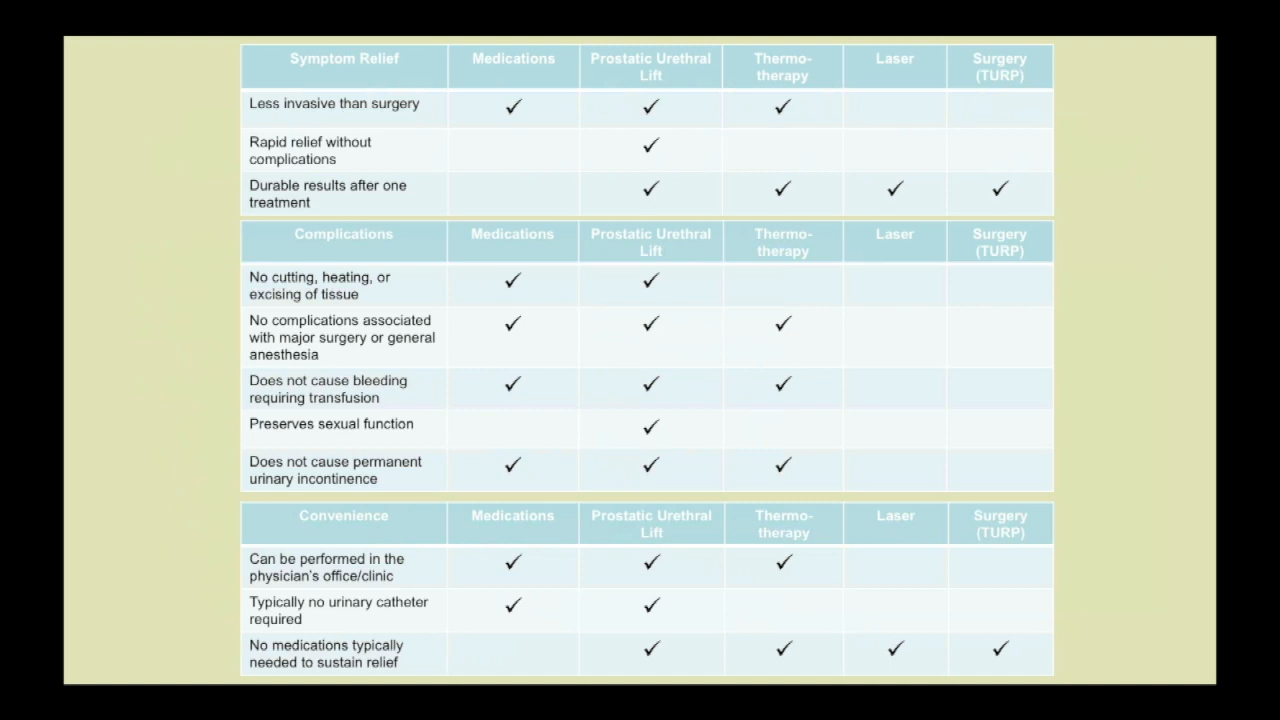 Symptom Relief Medications Prostatic Urethral Thermo- Laser Surgery
Lift therapy (TURP)
Less invasive than surgery ✓ ✓ ✓
Rapid relief without
complications ✓
Durable results after one
treatment ✓ ✓ ✓ ✓
Complications Medications Prostatic Urethral Thermo- Laser Surgery
Lift therapy (TURP)
No cutting, heating, or
excising of tissue ✓ ✓
No complications associated
with major surgery or general
anesthesia ✓ ✓ ✓
Does not cause bleeding
requiring transfusion ✓ ✓ ✓
Preserves sexual function ✓
Does not cause permanent
urinary incontinence ✓ ✓ ✓
Convenience Medications Prostatic Urethral Thermo- Laser Surgery
Lift therapy (TURP)
Can be performed in the
physician's office/clinic ✓ ✓ ✓
Typically no urinary catheter
required ✓ ✓
No medications typically
needed to sustain relief ✓ ✓ ✓ ✓